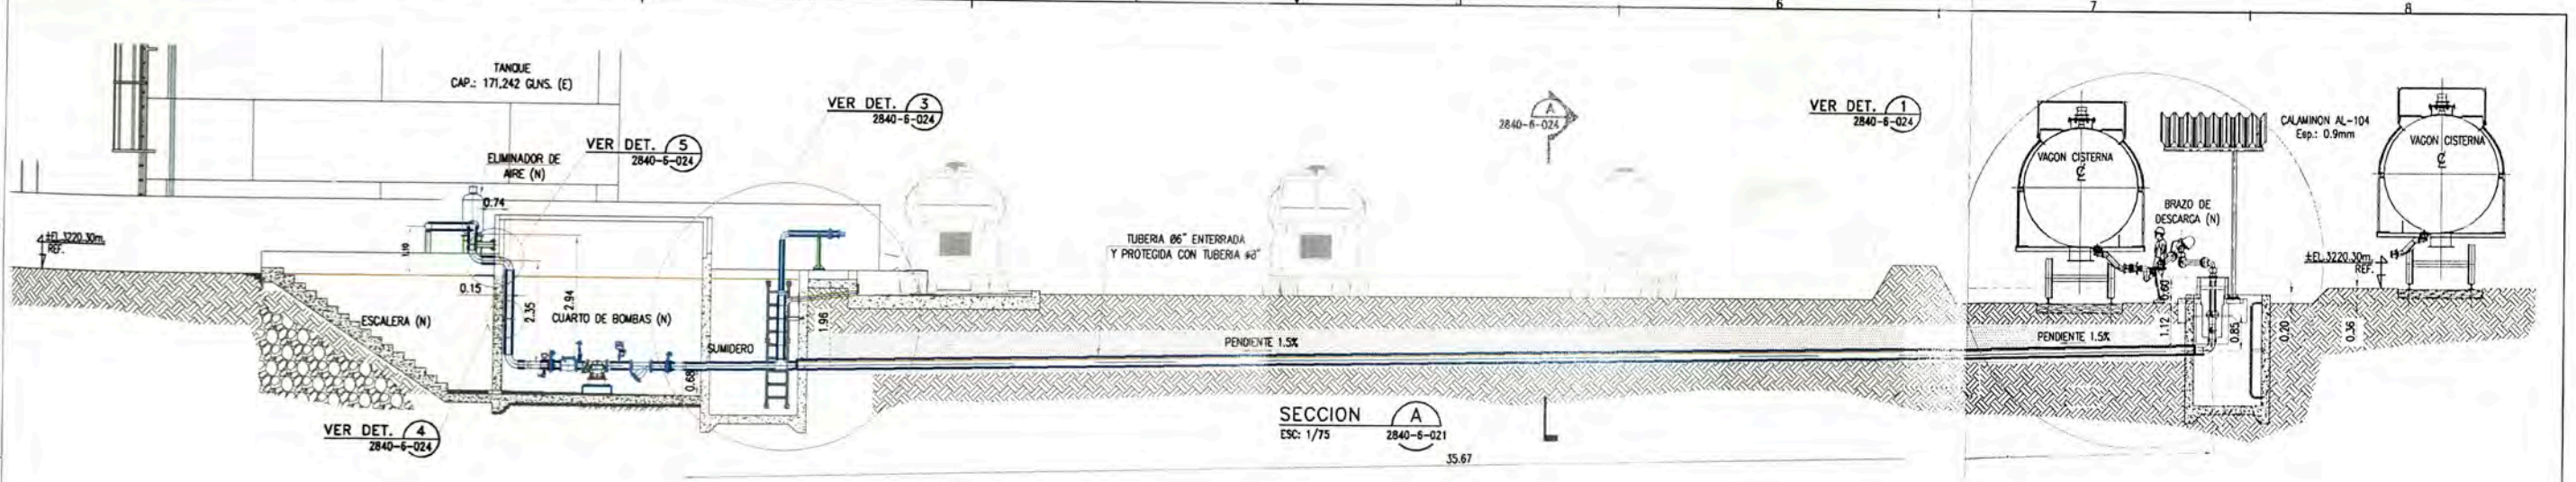 6
7
8
TANQUE
CAP.: 171,242 GLNS. (E)
VER DET. 3
2840-6-024
A
2840-6-024
VER DET. 1
2840-6-024
CALAMINON AL-104
Esp.: 0.9mm
VAGON CISTERNA
VAGON CISTERNA
VER DET. 5
2840-6-024
ELIMINADOR DE
AIRE (N)
0.74
BRAZO DE
DESCARGA (N)
±EL.3220.30m.
REF.
TUBERIA Ø6" ENTERRADA
Y PROTEGIDA CON TUBERIA ø8"
±EL.3220.30m.
REF.
0.15
2.35
2.94
0.60
ESCALERA (N)
CUARTO DE BOMBAS (N)
1.96
1.12
0.85
0.20
0.36
SUMIDERO
PENDIENTE 1.5%
PENDIENTE 1.5%
0.68
VER DET. 4
2840-6-024
SECCION A
ESC: 1/75 2840-6-021
35.67